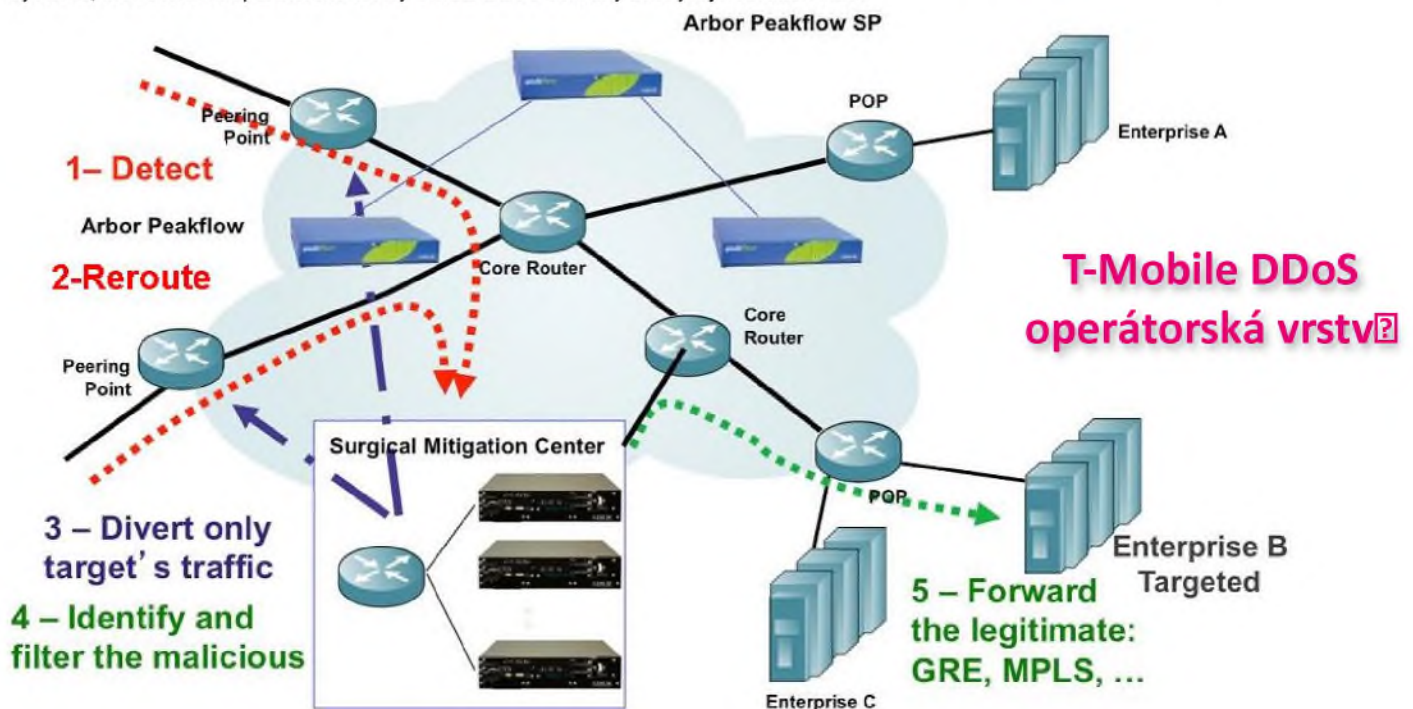 Arbor Peakflow SP
Peering
Point
POP
Enterprise A
1– Detect
Arbor Peakflow
2-Reroute
Core Router
T-Mobile DDoS
operátorská vrstv
Core
Router
Peering
Point
Surgical Mitigation Center
POP
3 – Divert only
target's traffic
Enterprise B
Targeted
4 – Identify and
filter the malicious
5 – Forward
the legitimate:
GRE, MPLS, …
Enterprise C